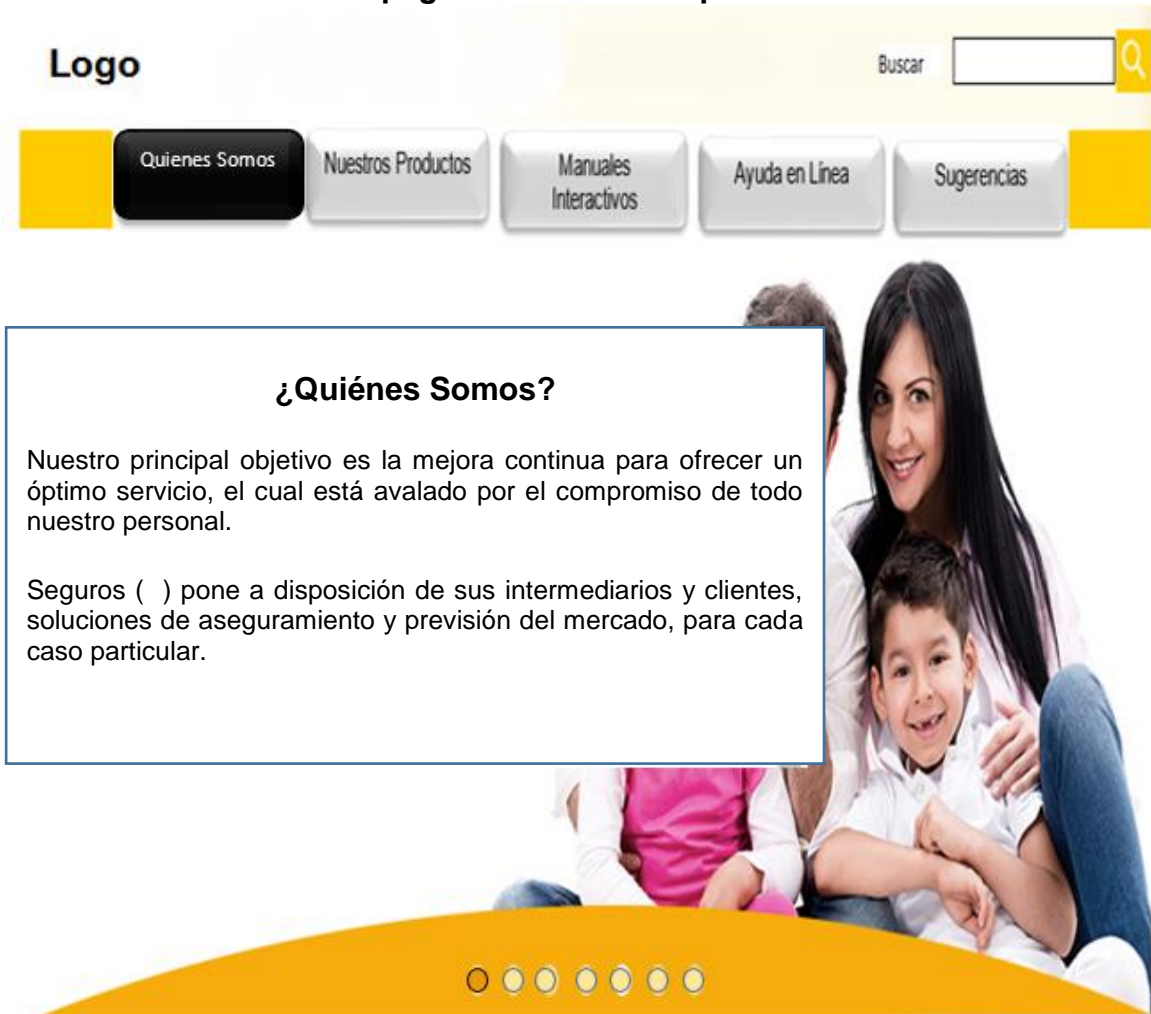 Logo
Buscar
Quienes Somos
Nuestros Productos
Manuales
Interactivos
Ayuda en Línea
Sugerencias
¿Quiénes Somos?
Nuestro principal objetivo es la mejora continua para ofrecer un
óptimo servicio, el cual está avalado por el compromiso de todo
nuestro personal.
Seguros ( ) pone a disposición de sus intermediarios y clientes,
soluciones de aseguramiento y previsión del mercado, para cada
caso particular.